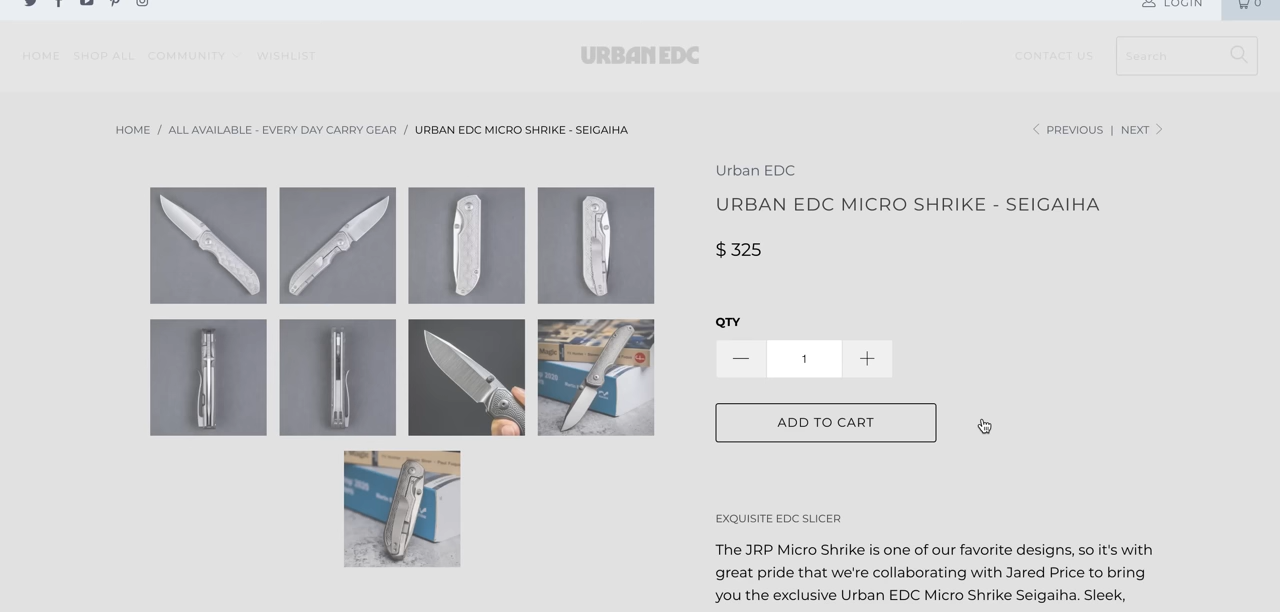 LOGIN
0
HOME SHOP ALL COMMUNITY WISHLIST
URBAN EDC
CONTACT US
Search
HOME / ALL AVAILABLE - EVERY DAY CARRY GEAR / URBAN EDC MICRO SHRIKE - SEIGAIHA
PREVIOUS | NEXT
Urban EDC
URBAN EDC MICRO SHRIKE - SEIGAIHA
$ 325
QTY
1
ADD TO CART
EXQUISITE EDC SLICER
The JRP Micro Shrike is one of our favorite designs, so it's with
great pride that we're collaborating with Jared Price to bring
you the exclusive Urban EDC Micro Shrike Seigaiha. Sleek,